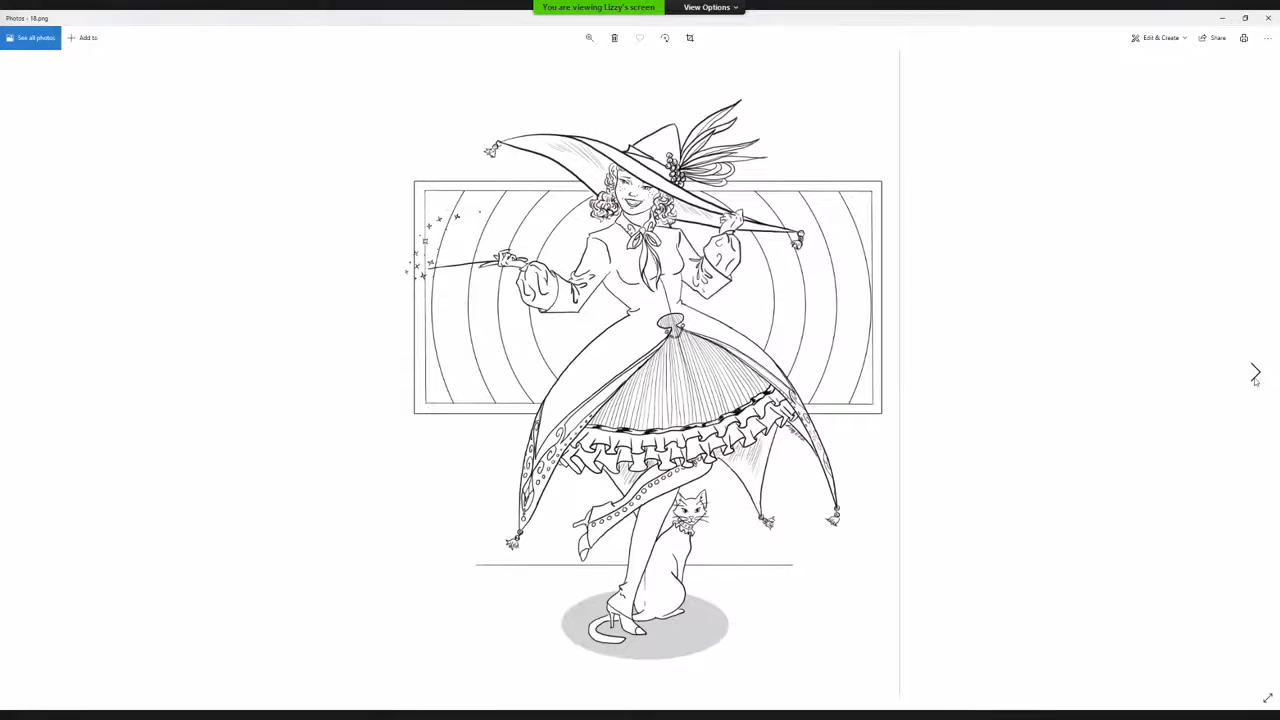 You are viewing Lizzy's screen
View Options
Photos - 18.png
See all photos
Add to
Edit & Create
Share